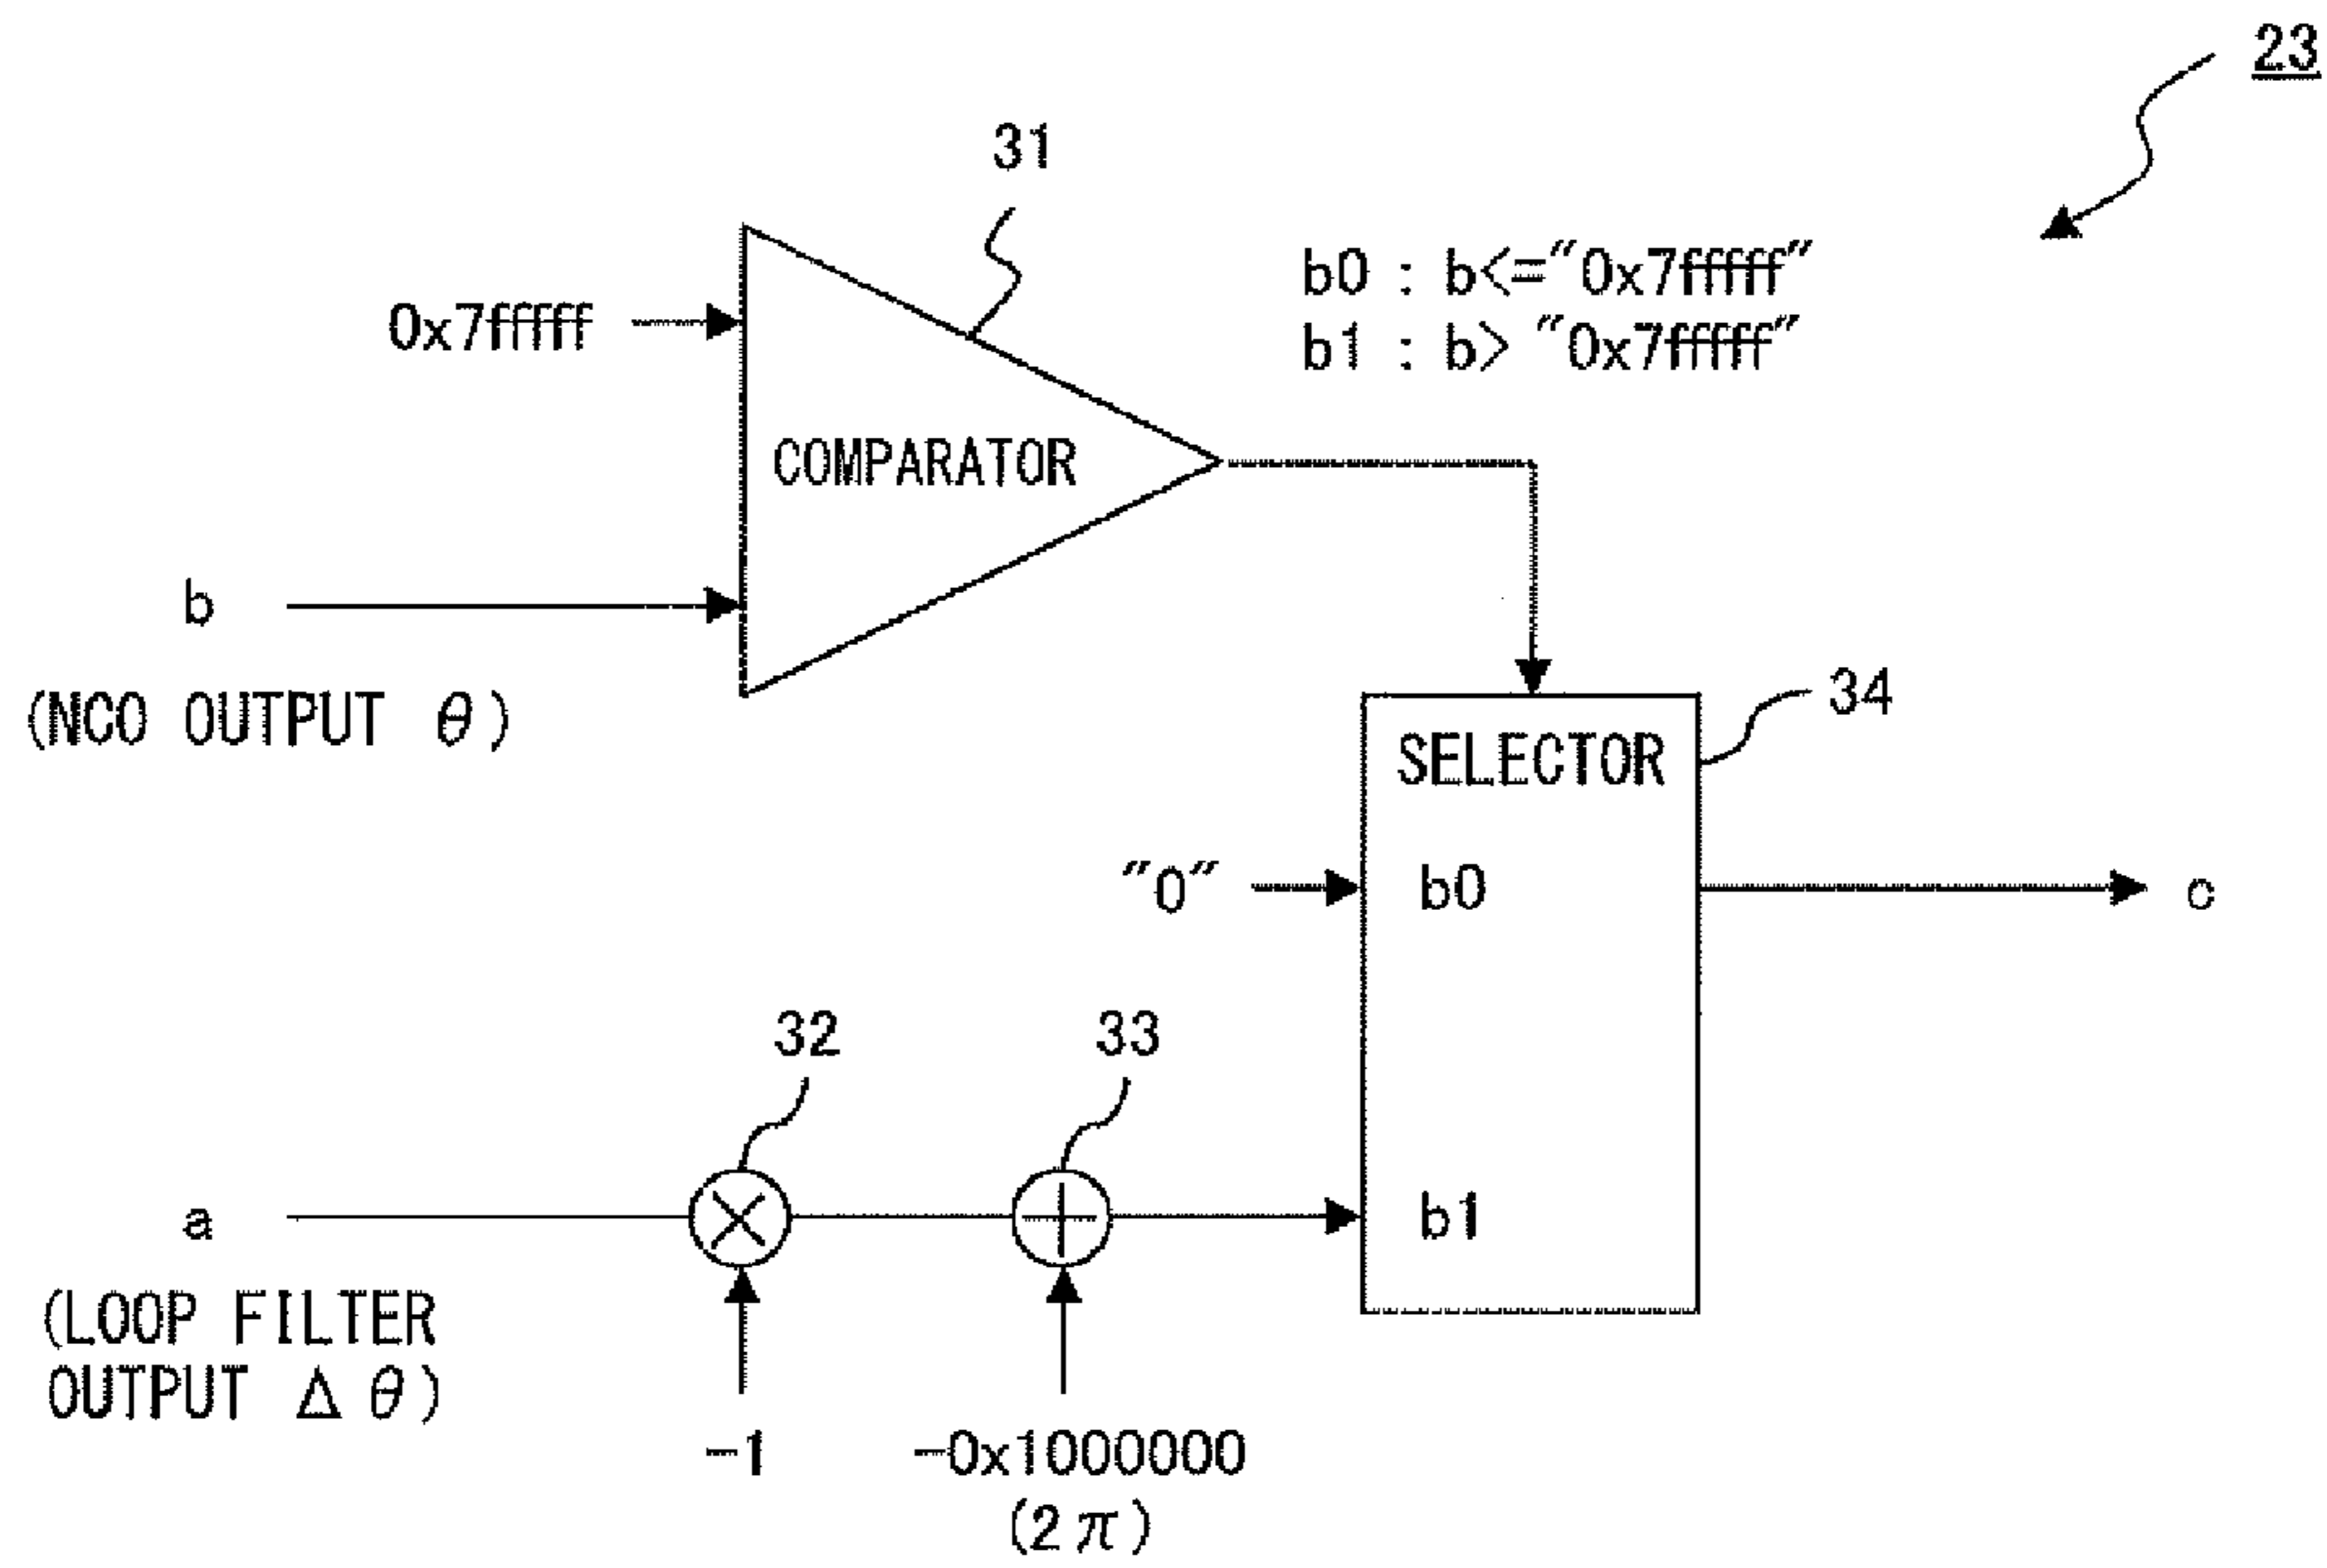 23
31
b0 : b<="0x7fffff"
b1 : b> "0x7fffff"
0x7fffff
COMPARATOR
b
(NCO OUTPUT θ)
34
SELECTOR
"0"
b0
c
32
33
a
b1
(LOOP FILTER
OUTPUT Δθ)
-1
-0x1000000
(2π)